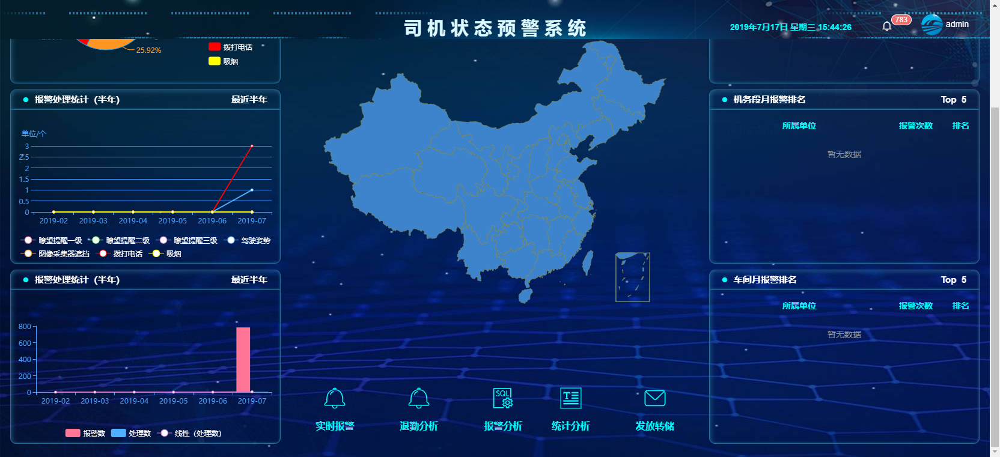 司机状态预警系统
2019年7月17日 星期三 15:44:26
783
admin
25.92%
拨打电话
吸烟
报警处理统计（半年）
最近半年
单位/个
3
2.5
2
1.5
1
0.5
0
2019-02 2019-03 2019-04 2019-05 2019-06 2019-07
瞭望提醒一级 瞭望提醒二级 瞭望提醒三级 驾驶姿势
图像采集器遮挡 拨打电话 吸烟
报警处理统计（半年）
最近半年
800
600
400
200
0
2019-02 2019-03 2019-04 2019-05 2019-06 2019-07
报警数 处理数 线性（处理数）
实时报警 退勤分析 报警分析 统计分析 发放转储
SQL
机务段月报警排名
Top 5
所属单位 报警次数 排名
暂无数据
车间月报警排名
Top 5
所属单位 报警次数 排名
暂无数据